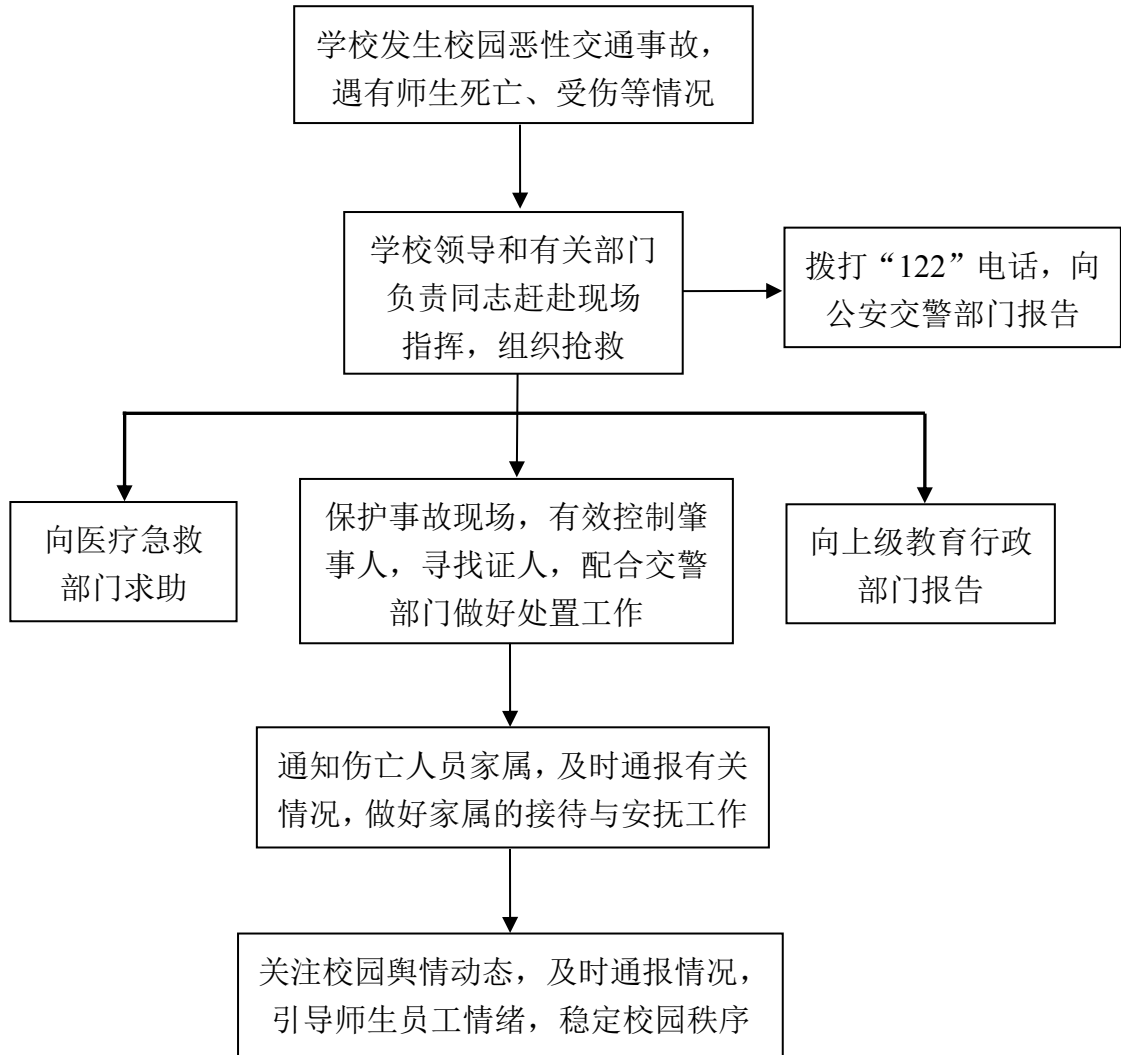 学校发生校园恶性交通事故，
遇有师生死亡、受伤等情况
学校领导和有关部门
负责同志赶赴现场
指挥，组织抢救
拨打“122”电话，向
公安交警部门报告
向医疗急救
部门求助
保护事故现场，有效控制肇
事人，寻找证人，配合交警
部门做好处置工作
向上级教育行政
部门报告
通知伤亡人员家属，及时通报有关
情况，做好家属的接待与安抚工作
关注校园舆情动态，及时通报情况，
引导师生员工情绪，稳定校园秩序